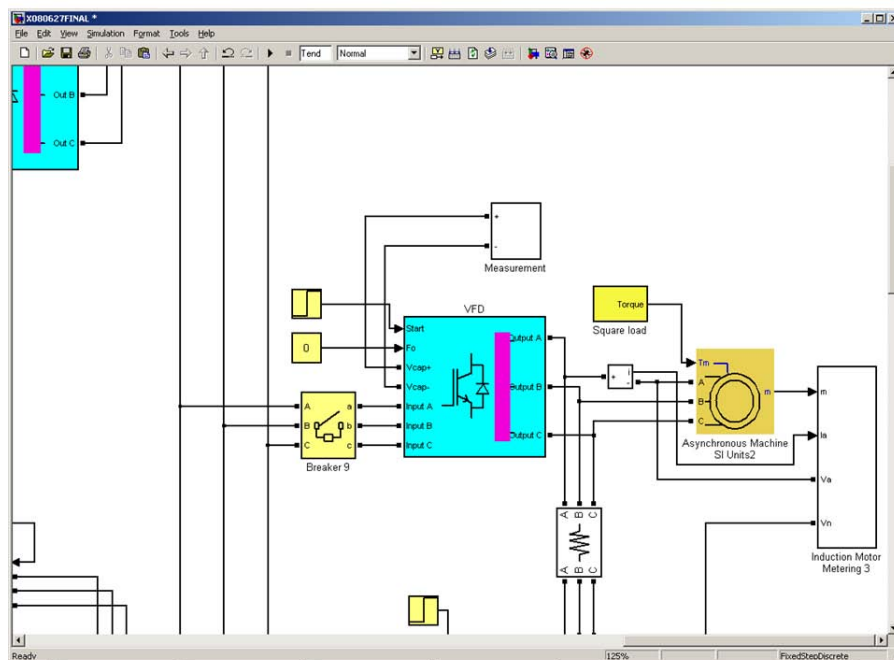 X080627FINAL *
File Edit View Simulation Format Tools Help
Tend Normal
Out B
Out C
+
-
Measurement
VFD
Start
Fo
Vcap+
Vcap-
Input A
Input B
Input C
Output A
Output B
Output C
0
A a
B b
C c
Breaker 9
Torque
Square load
+ i
-
Tm
A
B
C
m
Asynchronous Machine
SI Units2
m
Ia
Va
Vn
Induction Motor
Metering 3
A B C
A B C
Ready 125% FixedStepDiscrete